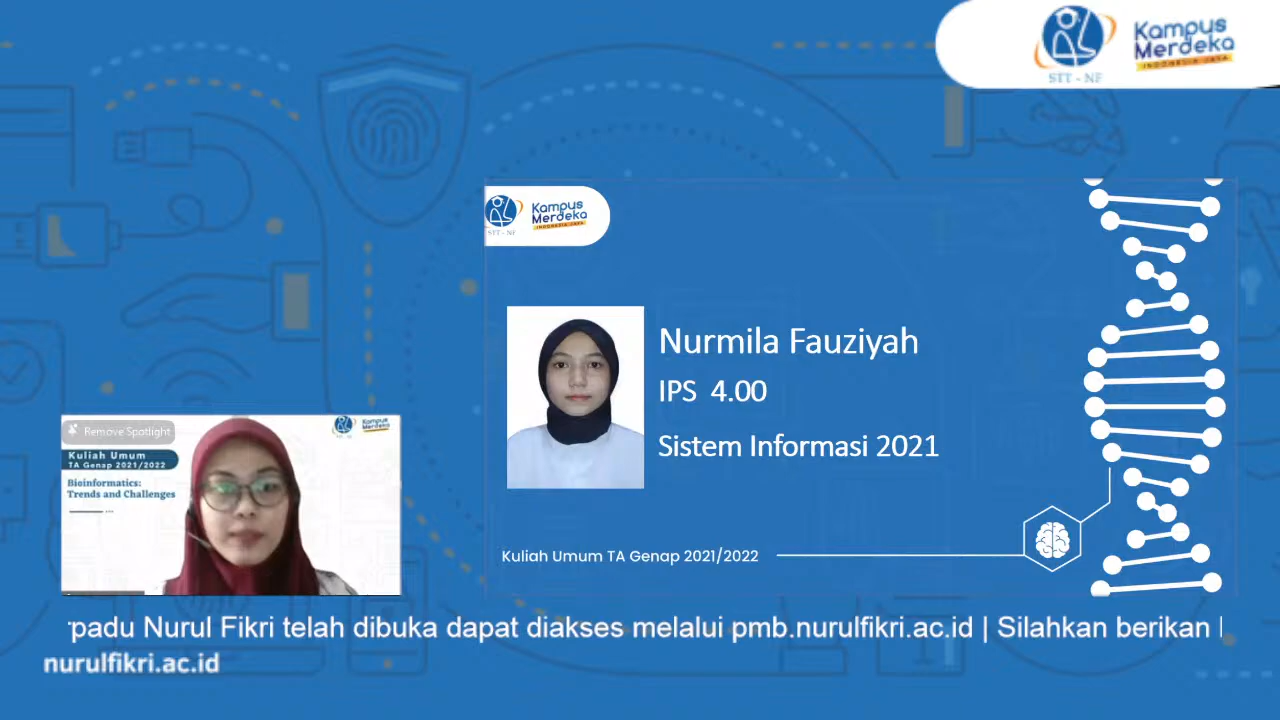 STT - NF
Kampus
Merdeka
INDONESIA JAYA
STT - NF
Kampus
Merdeka
INDONESIA JAYA
Nurmila Fauziyah
IPS 4.00
Sistem Informasi 2021
Remove Spotlight
Kampus
Merdeka
Kuliah Umum
TA Genap 2021/2022
Bioinformatics:
Trends and Challenges
Kuliah Umum TA Genap 2021/2022
padu Nurul Fikri telah dibuka dapat diakses melalui pmb.nurulfikri.ac.id | Silahkan berikan
nurulfikri.ac.id